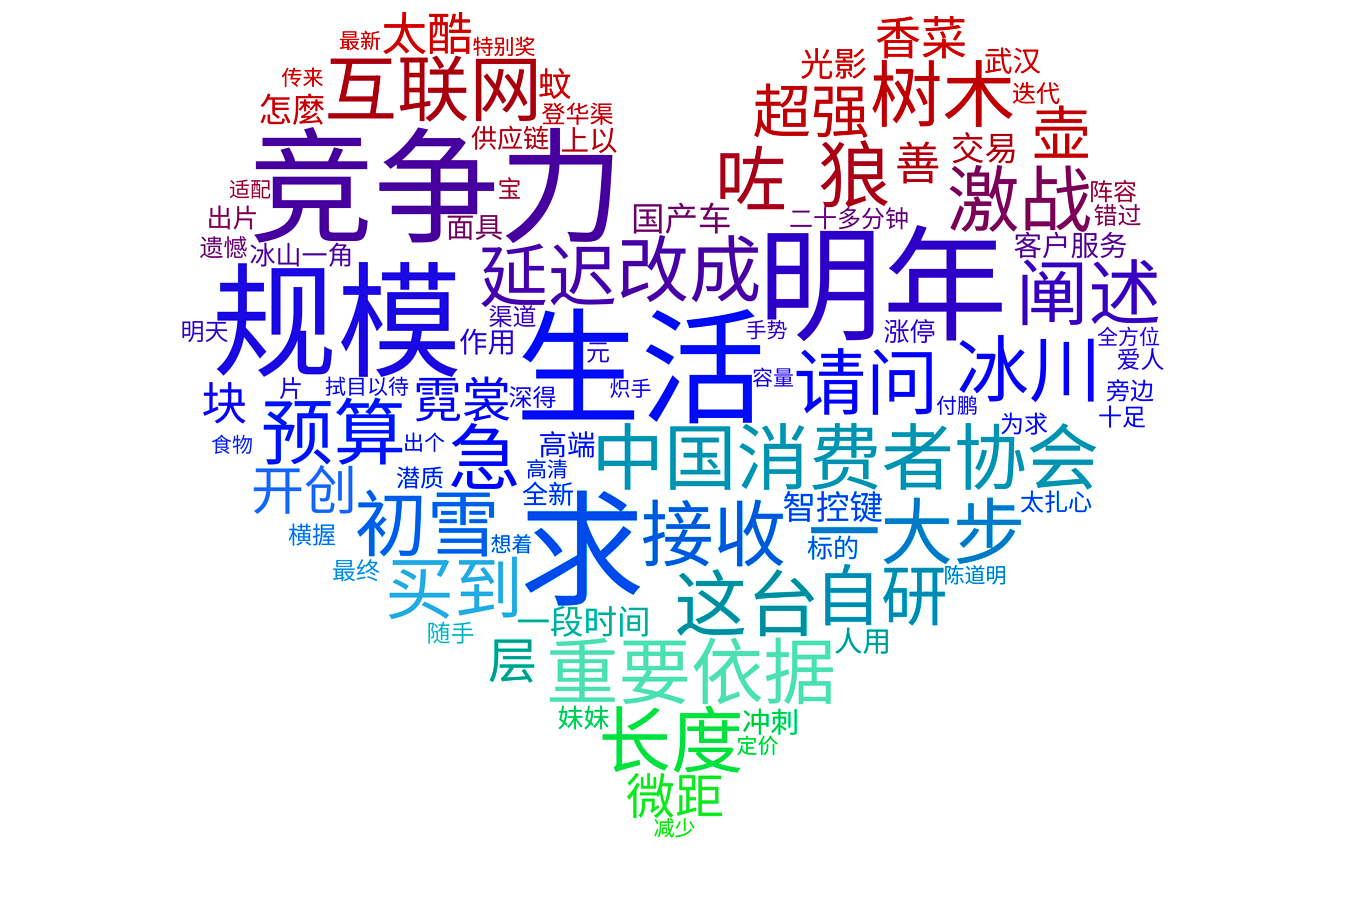 太酷
香菜
最新
特别奖
光影
武汉
互联网
树木
传来
蚊
迭代
怎麼
超强
登华渠
壶
供应链
上以
竞争力
咗
狼
善
交易
激战
适配
宝
阵容
出片
面具
国产车
二十多分钟
错过
遗憾
冰山一角
延迟
改成
明年
客户服务
阐述
规模
渠道
生活
手势
涨停
明天
作用
元
全方位
请问
冰川
爱人
块
片
拭目以待
霓裳
深得
炽手
容量
旁边
付鹏
十足
预算
为求
食物
出个
急
高端
中国消费者协会
开创
潜质
高清
全新
初雪
求
接收
智控键
一大步
太扎心
横握
想着
标的
最终
买到
这台
自研
陈道明
随手
一段时间
人用
层
重要依据
妹妹
长度
冲刺
定价
微距
减少